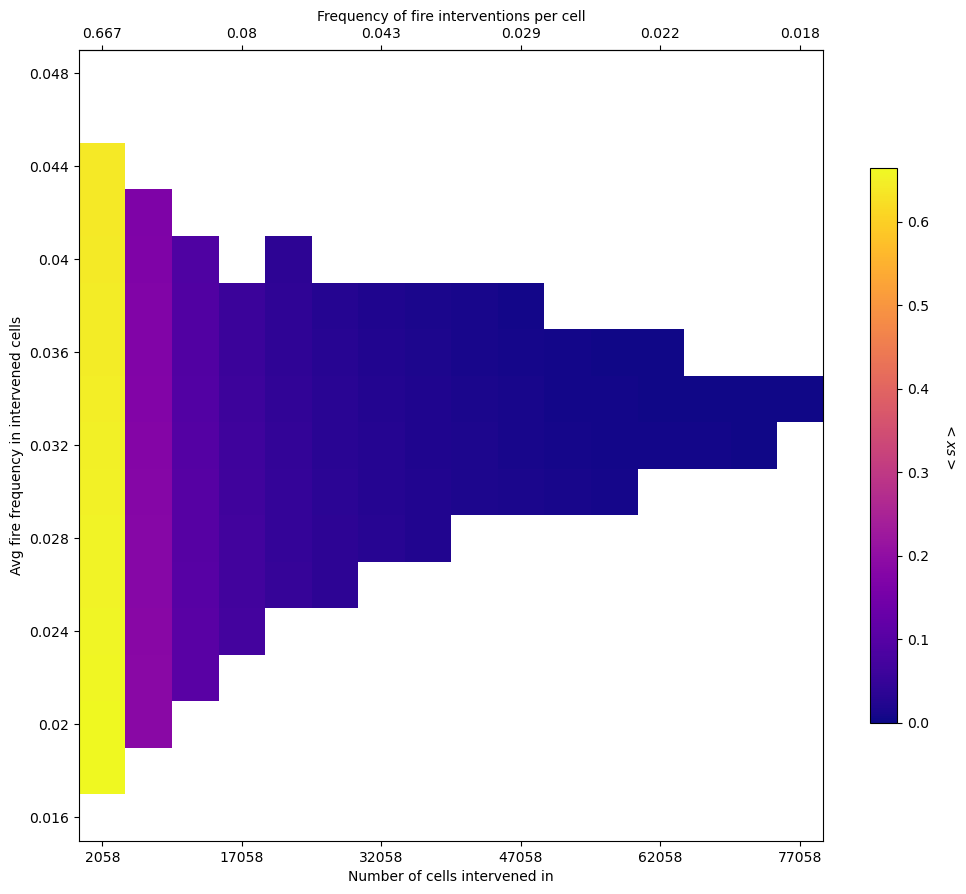 Frequency of fire interventions per cell
0.667 0.08 0.043 0.029 0.022 0.018
Avg fire frequency in intervened cells
0.048
0.044
0.04
0.036
0.032
0.028
0.024
0.02
0.016
2058 17058 32058 47058 62058 77058
Number of cells intervened in
0.6
0.5
0.4
0.3
0.2
0.1
0.0
< sx >